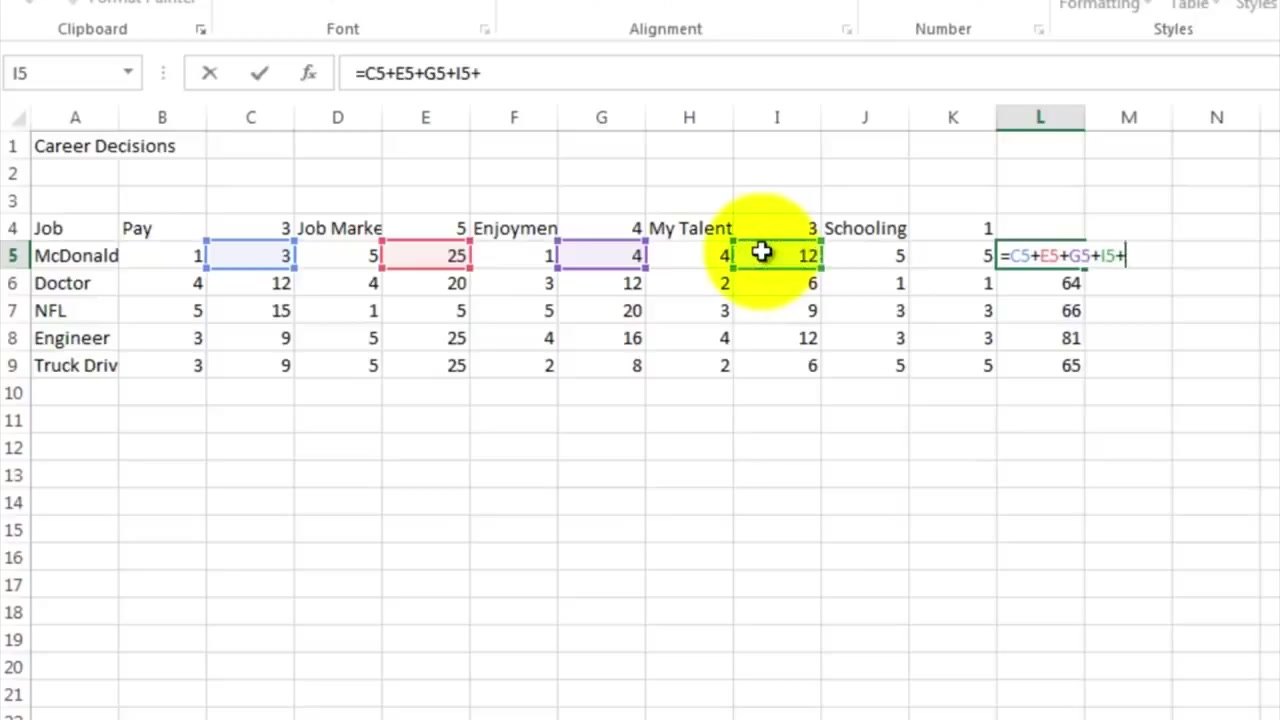 Format Painter
Formatting Table Styles
Clipboard Font Alignment Number Styles
I5 fx =C5+E5+G5+I5+
A B C D E F G H I J K L M N
1 Career Decisions
2
3
4 Job Pay 3 Job Marke 5 Enjoymen 4 My Talent 3 Schooling 1
5 McDonald 1 3 5 25 1 4 4 12 5 5 =C5+E5+G5+I5+
6 Doctor 4 12 4 20 3 12 2 6 1 1 64
7 NFL 5 15 1 5 5 20 3 9 3 3 66
8 Engineer 3 9 5 25 4 16 4 12 3 3 81
9 Truck Driv 3 9 5 25 2 8 2 6 5 5 65
10
11
12
13
14
15
16
17
18
19
20
21